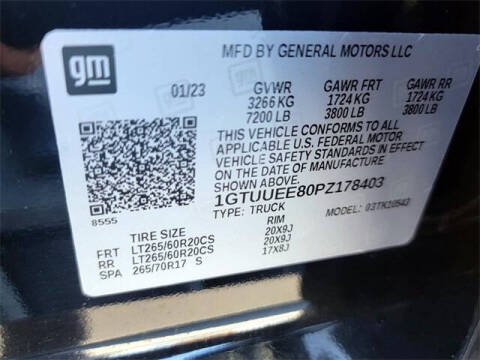 gm
MFD BY GENERAL MOTORS LLC
01/23 GVWR GAWR FRT GAWR RR
3266 KG 1724 KG 1724 KG
7200 LB 3800 LB 3800 LB
THIS VEHICLE CONFORMS TO ALL
APPLICABLE U.S. FEDERAL MOTOR
VEHICLE SAFETY STANDARDS IN EFFECT ON
THE DATE OF MANUFACTURE
1GTUUEE80PZ178403
8555 TYPE: TRUCK MODEL: 03TK10543
TIRE SIZE RIM
FRT LT265/60R20CS 20X9J
RR LT265/60R20CS 20X9J
SPA 265/70R17 S 17X8J